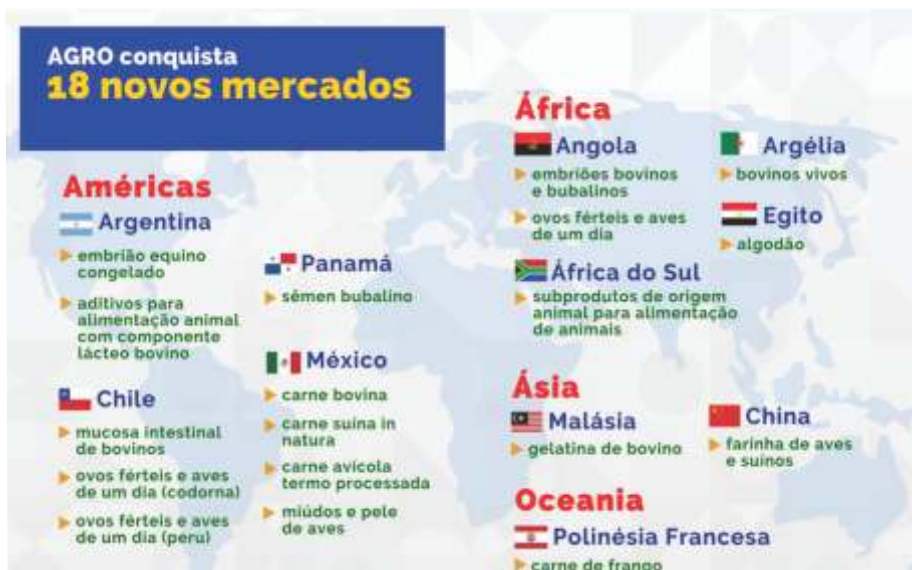 AGRO conquista
18 novos mercados
Américas
Argentina
embrião equino
congelado
aditivos para
alimentação animal
com componente
lácteo bovino
Chile
mucosa intestinal
de bovinos
ovos férteis e aves
de um dia (codorna)
ovos férteis e aves
de um dia (peru)
Panamá
sêmen bubalino
México
carne bovina
carne suína in
natura
carne avícola
termo processada
miúdos e pele
de aves
África
Angola
embriões bovinos
e bubalinos
ovos férteis e aves
de um dia
Argélia
bovinos vivos
Egito
algodão
África do Sul
subprodutos de origem
animal para alimentação
de animais
Ásia
Malásia
gelatina de bovino
China
farinha de aves
e suínos
Oceania
Polinésia Francesa
carne de frango